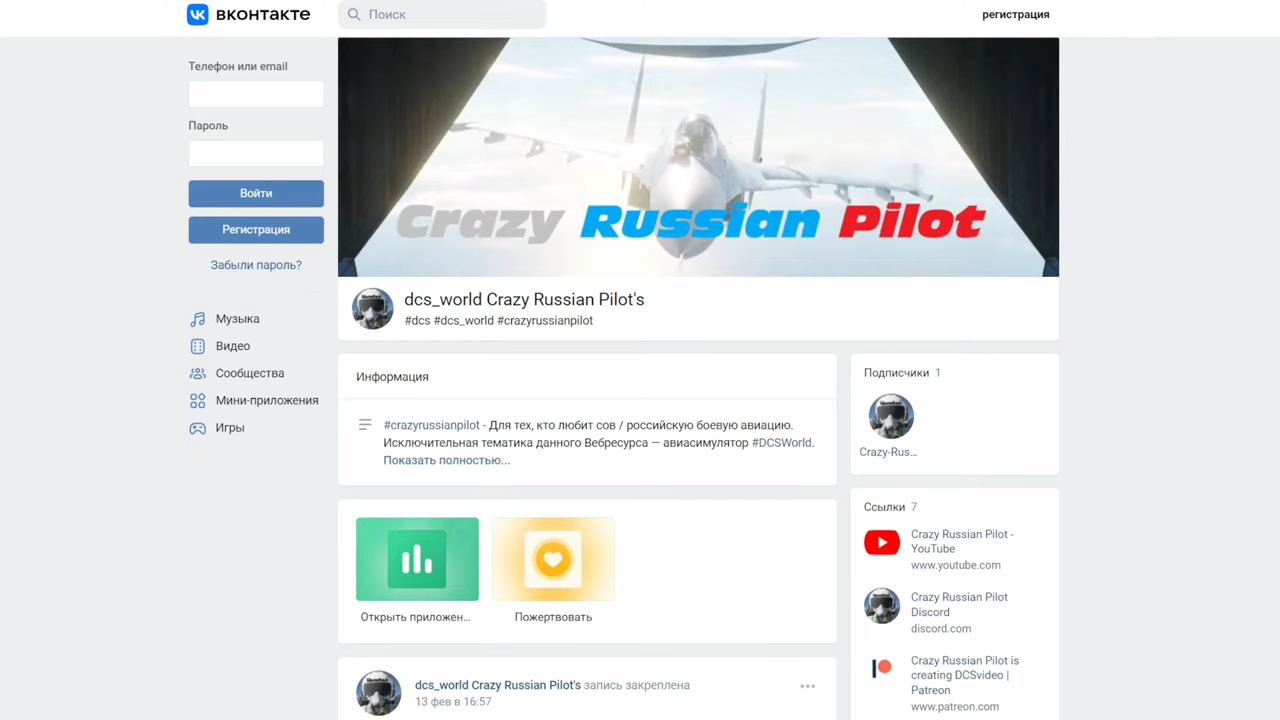 вконтакте
Поиск
регистрация
Телефон или email
Пароль
Войти
Регистрация
Забыли пароль?
Музыка
Видео
Сообщества
Мини-приложения
Игры
Crazy Russian Pilot
dcs_world Crazy Russian Pilot's
#dcs #dcs_world #crazyrussianpilot
Информация
#crazyrussianpilot - Для тех, кто любит сов / российскую боевую авиацию.
Исключительная тематика данного Вебресурса — авиасимулятор #DCSWorld.
Показать полностью...
Открыть приложен...
Пожертвовать
dcs_world Crazy Russian Pilot's запись закреплена
13 фев в 16:57
Подписчики 1
Crazy-Rus...
Ссылки 7
Crazy Russian Pilot -
YouTube
www.youtube.com
Crazy Russian Pilot
Discord
discord.com
Crazy Russian Pilot is
creating DCSvideo |
Patreon
www.patreon.com